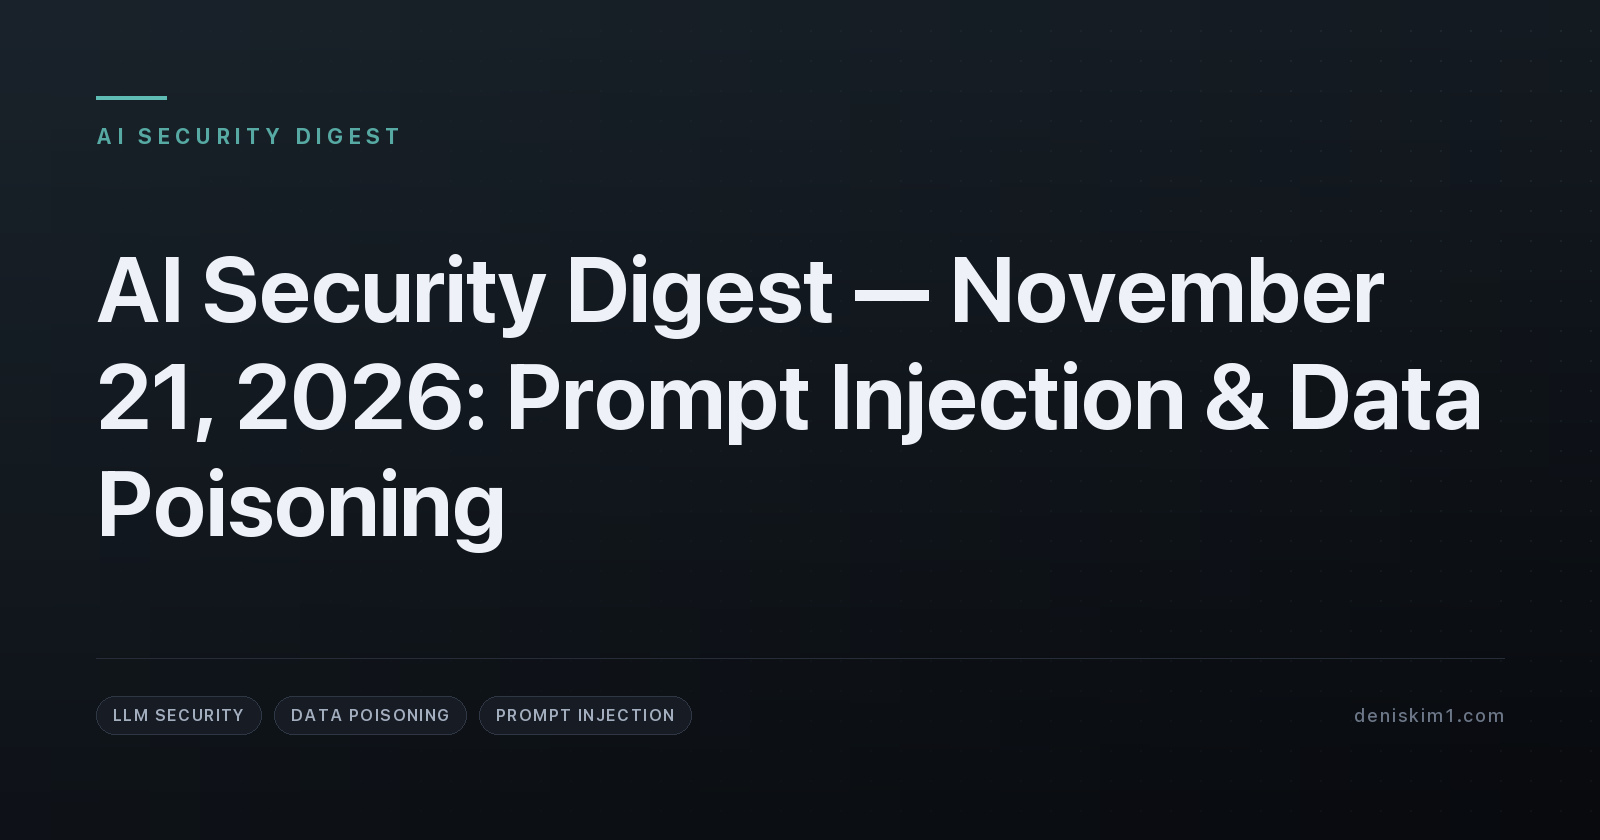 AI SECURITY DIGEST
AI Security Digest — November
21, 2026: Prompt Injection & Data
Poisoning
LLM SECURITY
DATA POISONING
PROMPT INJECTION
deniskim1.com